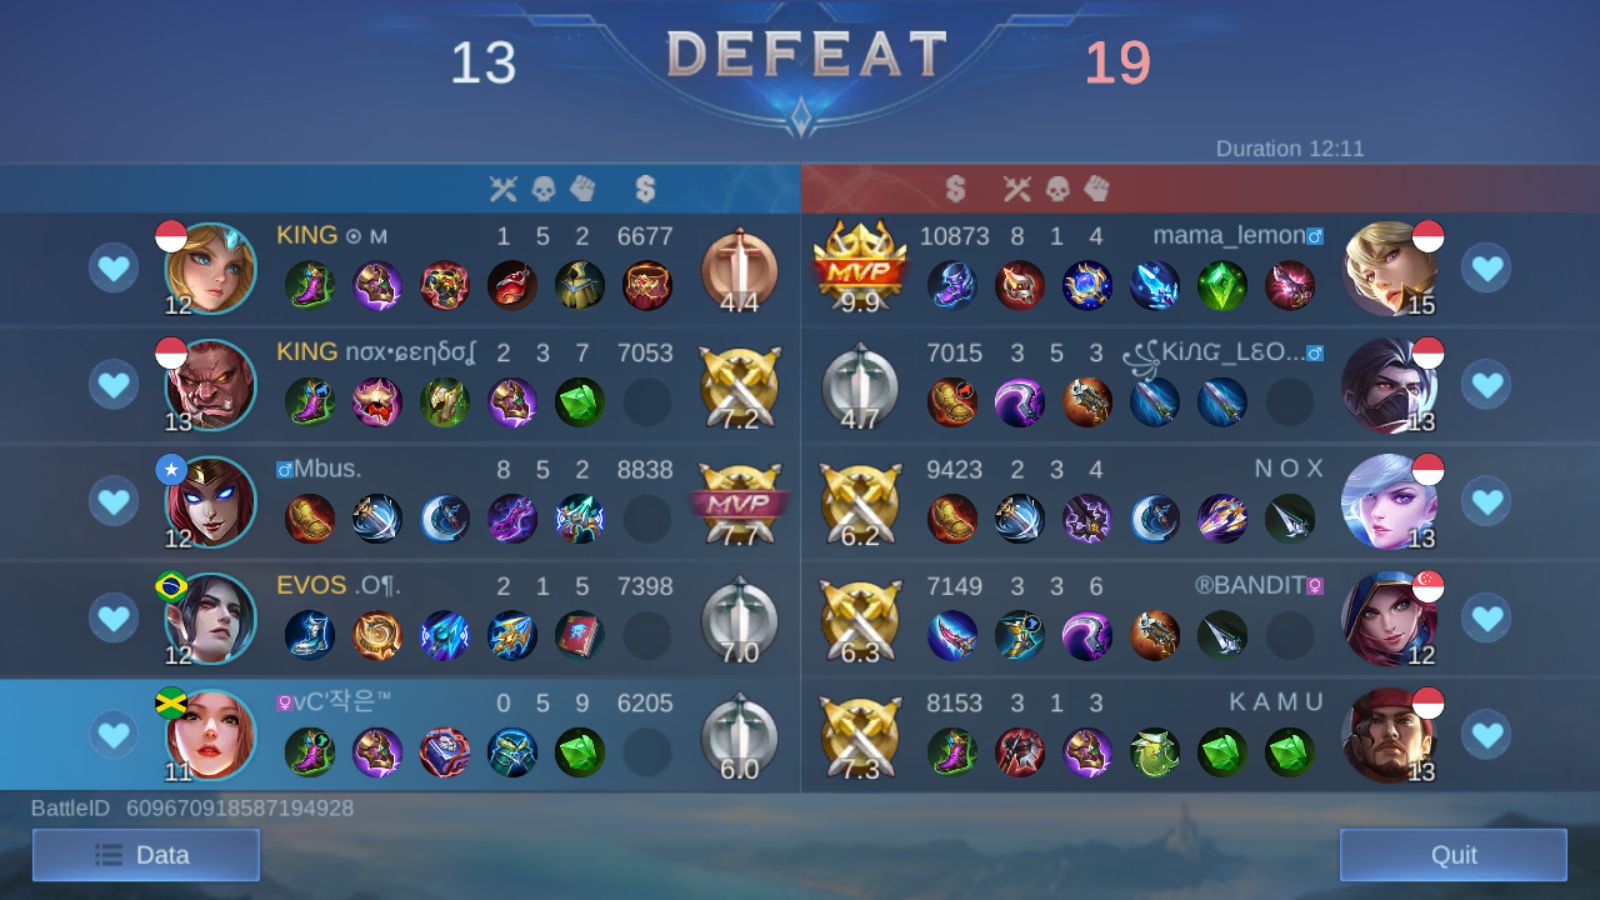 13 DEFEAT 19
Duration 12:11
KING ⊙ M 1 5 2 6677
12 4.4
MVP 9.9 10873 8 1 4 mama_lemon♂
15
KING 2 3 7 7053
13 7.2
4.7 7015 3 5 3
13
♂Mbus. 8 5 2 8838
12 MVP 7.7
6.2 9423 2 3 4 N O X
13
EVOS .O¶. 2 1 5 7398
12 7.0
6.3 7149 3 3 6 ®BANDIT♀
12
♀vC'작은™ 0 5 9 6205
11 6.0
7.3 8153 3 1 3 K A M U
13
BattleID 609670918587194928
Data
Quit